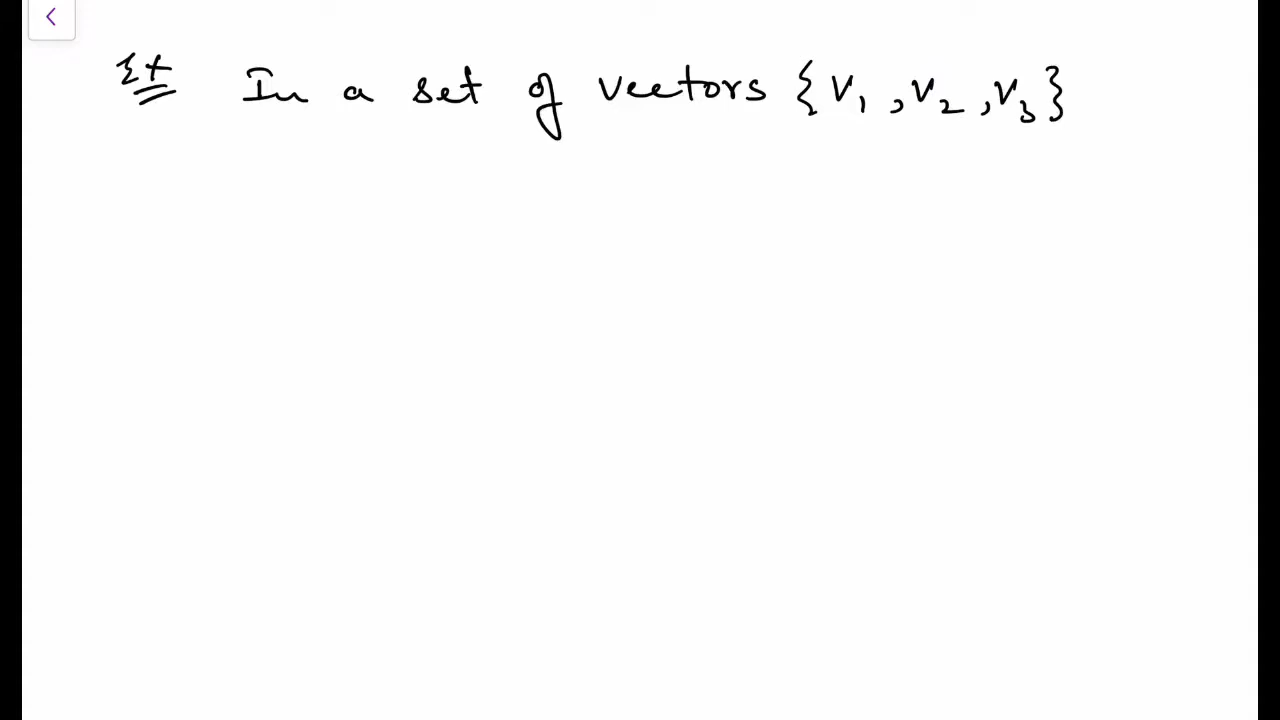 Ex In a set of vectors {v₁, v₂, v₃}